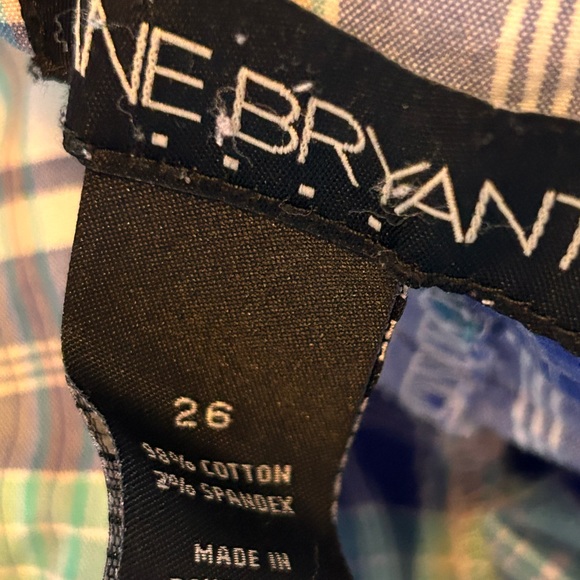 NE BRYANT
26
98% COTTON
2% SPANDEX
MADE IN